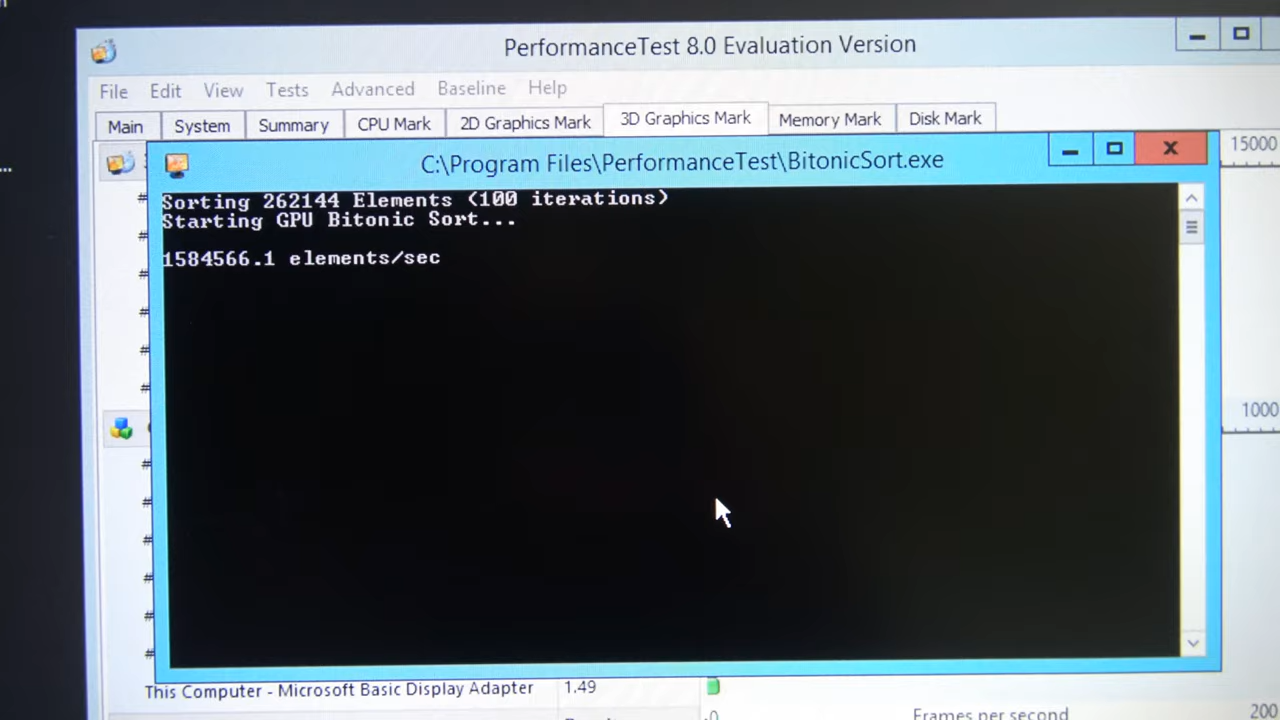 PerformanceTest 8.0 Evaluation Version
File Edit View Tests Advanced Baseline Help
Main System Summary CPU Mark 2D Graphics Mark 3D Graphics Mark Memory Mark Disk Mark
C:\Program Files\PerformanceTest\BitonicSort.exe
15000
Sorting 262144 Elements (100 iterations)
Starting GPU Bitonic Sort...
1584566.1 elements/sec
#
#
#
#
#
#
1000
#
#
#
#
#
#
This Computer - Microsoft Basic Display Adapter 1.49
0 Frames per second 200